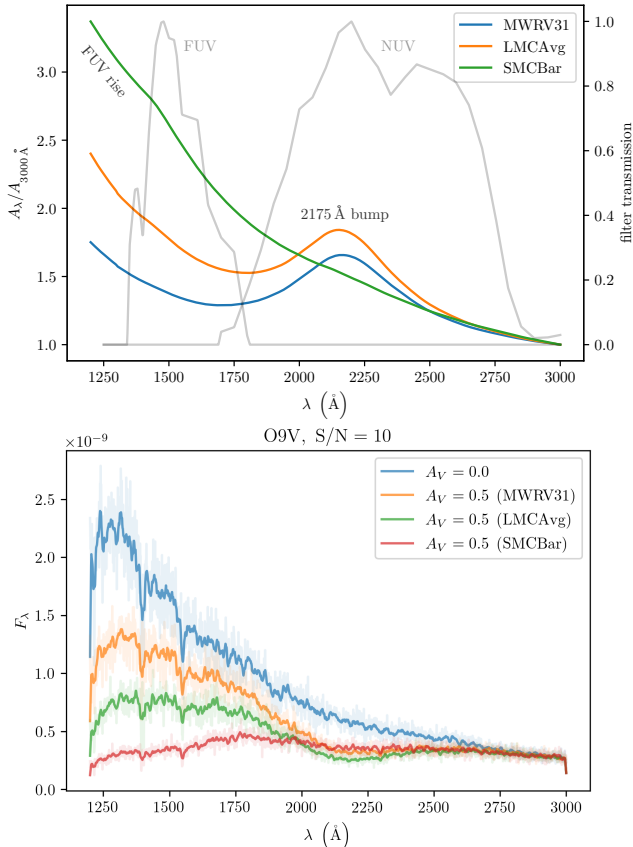 FUV
NUV
FUV rise
2175 Å bump
MWRV31
LMCAvg
SMCBar
3.0
2.5
2.0
1.5
1.0
A_λ/A_{3000 Å}
1.0
0.8
0.6
0.4
0.2
0.0
filter transmission
1250 1500 1750 2000 2250 2500 2750 3000
λ (Å)
O9V, S/N = 10
×10⁻⁹
A_V = 0.0
A_V = 0.5 (MWRV31)
A_V = 0.5 (LMCAvg)
A_V = 0.5 (SMCBar)
2.5
2.0
1.5
1.0
0.5
0.0
F_λ
1250 1500 1750 2000 2250 2500 2750 3000
λ (Å)